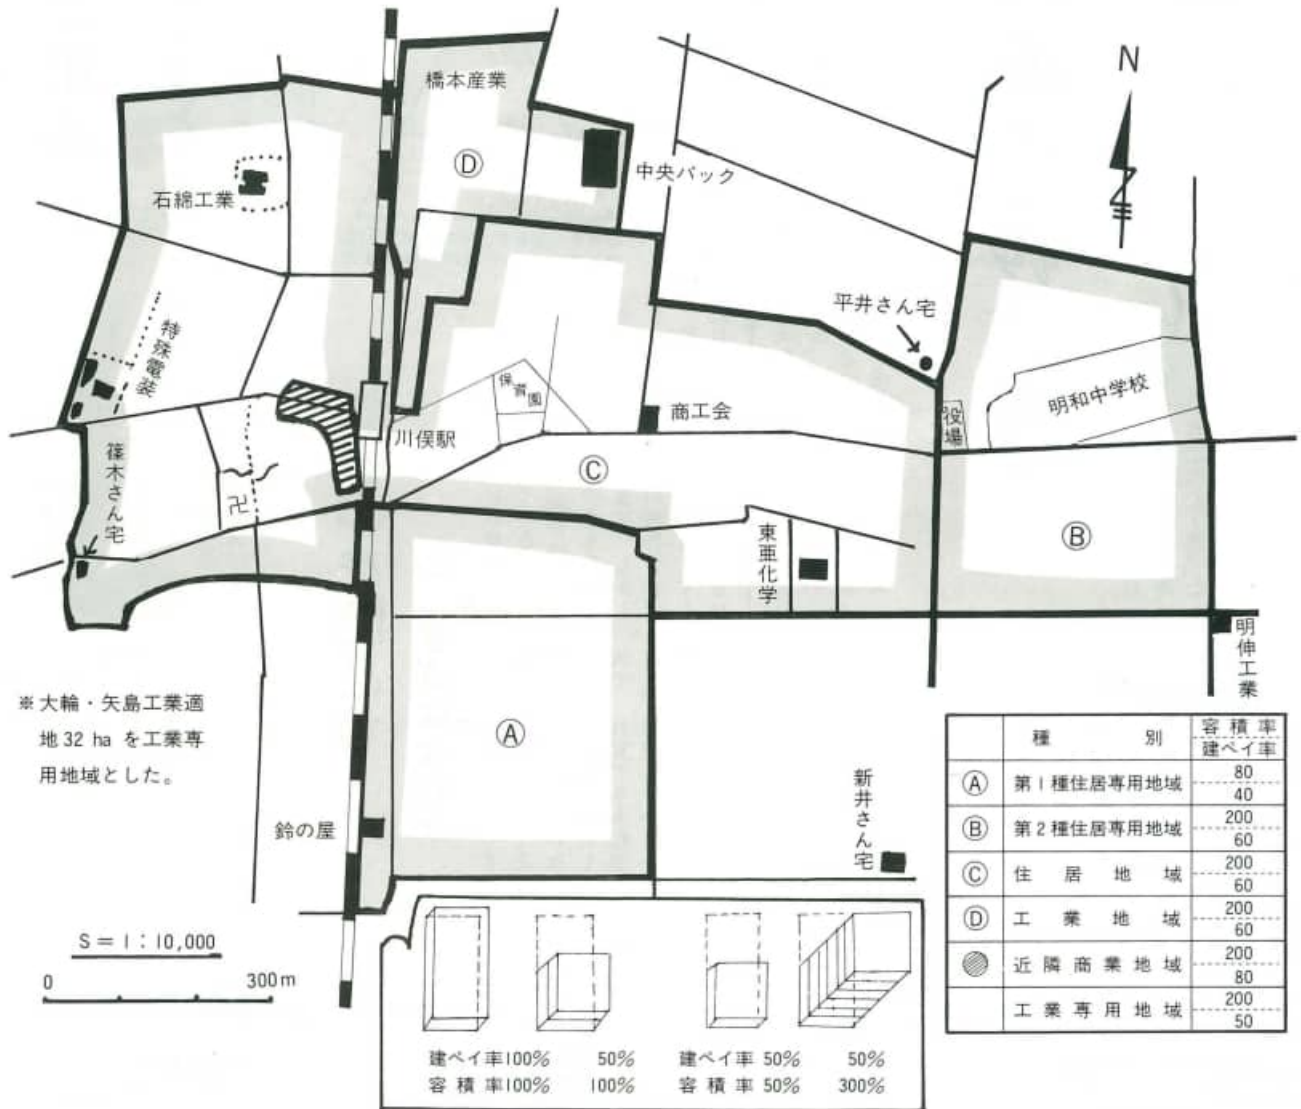 N
橋本産業
Ⓓ
中央パック
石綿工業
平井さん宅
特殊電装
保育園
商工会
役場
明和中学校
川俣駅
Ⓒ
篠木さん宅
卍
東亜化学
Ⓑ
明伸工業
※大輪・矢島工業適
地32 ha を工業専
用地域とした。
Ⓐ
鈴の屋
新井さん宅
S=1:10,000
0 300m
建ペイ率100% 50% 建ペイ率 50% 50%
容積率100% 100% 容積率 50% 300%
種別 容積率 建ペイ率
Ⓐ 第1種住居専用地域 80 40
Ⓑ 第2種住居専用地域 200 60
Ⓒ 住居地域 200 60
Ⓓ 工業地域 200 60
近隣商業地域 200 80
工業専用地域 200 50